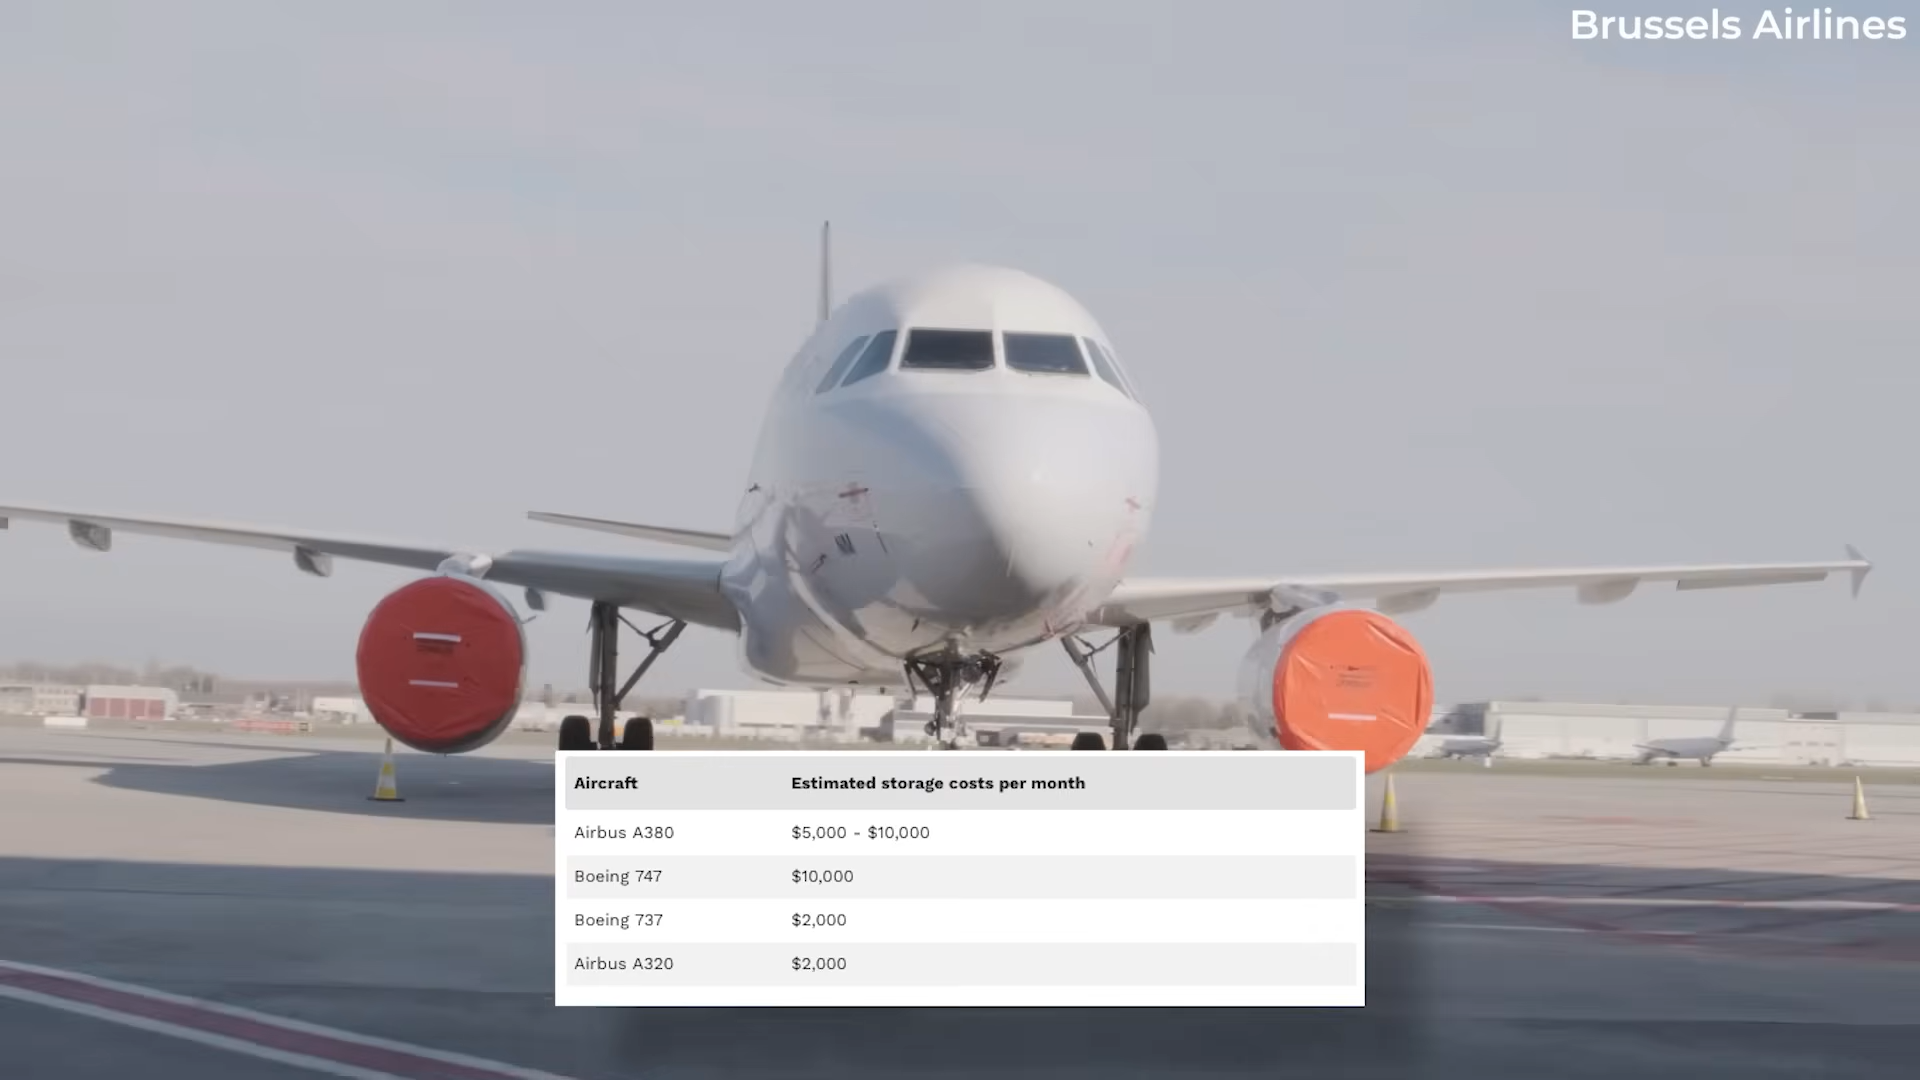 Brussels Airlines
Aircraft Estimated storage costs per month
Airbus A380 $5,000 - $10,000
Boeing 747 $10,000
Boeing 737 $2,000
Airbus A320 $2,000